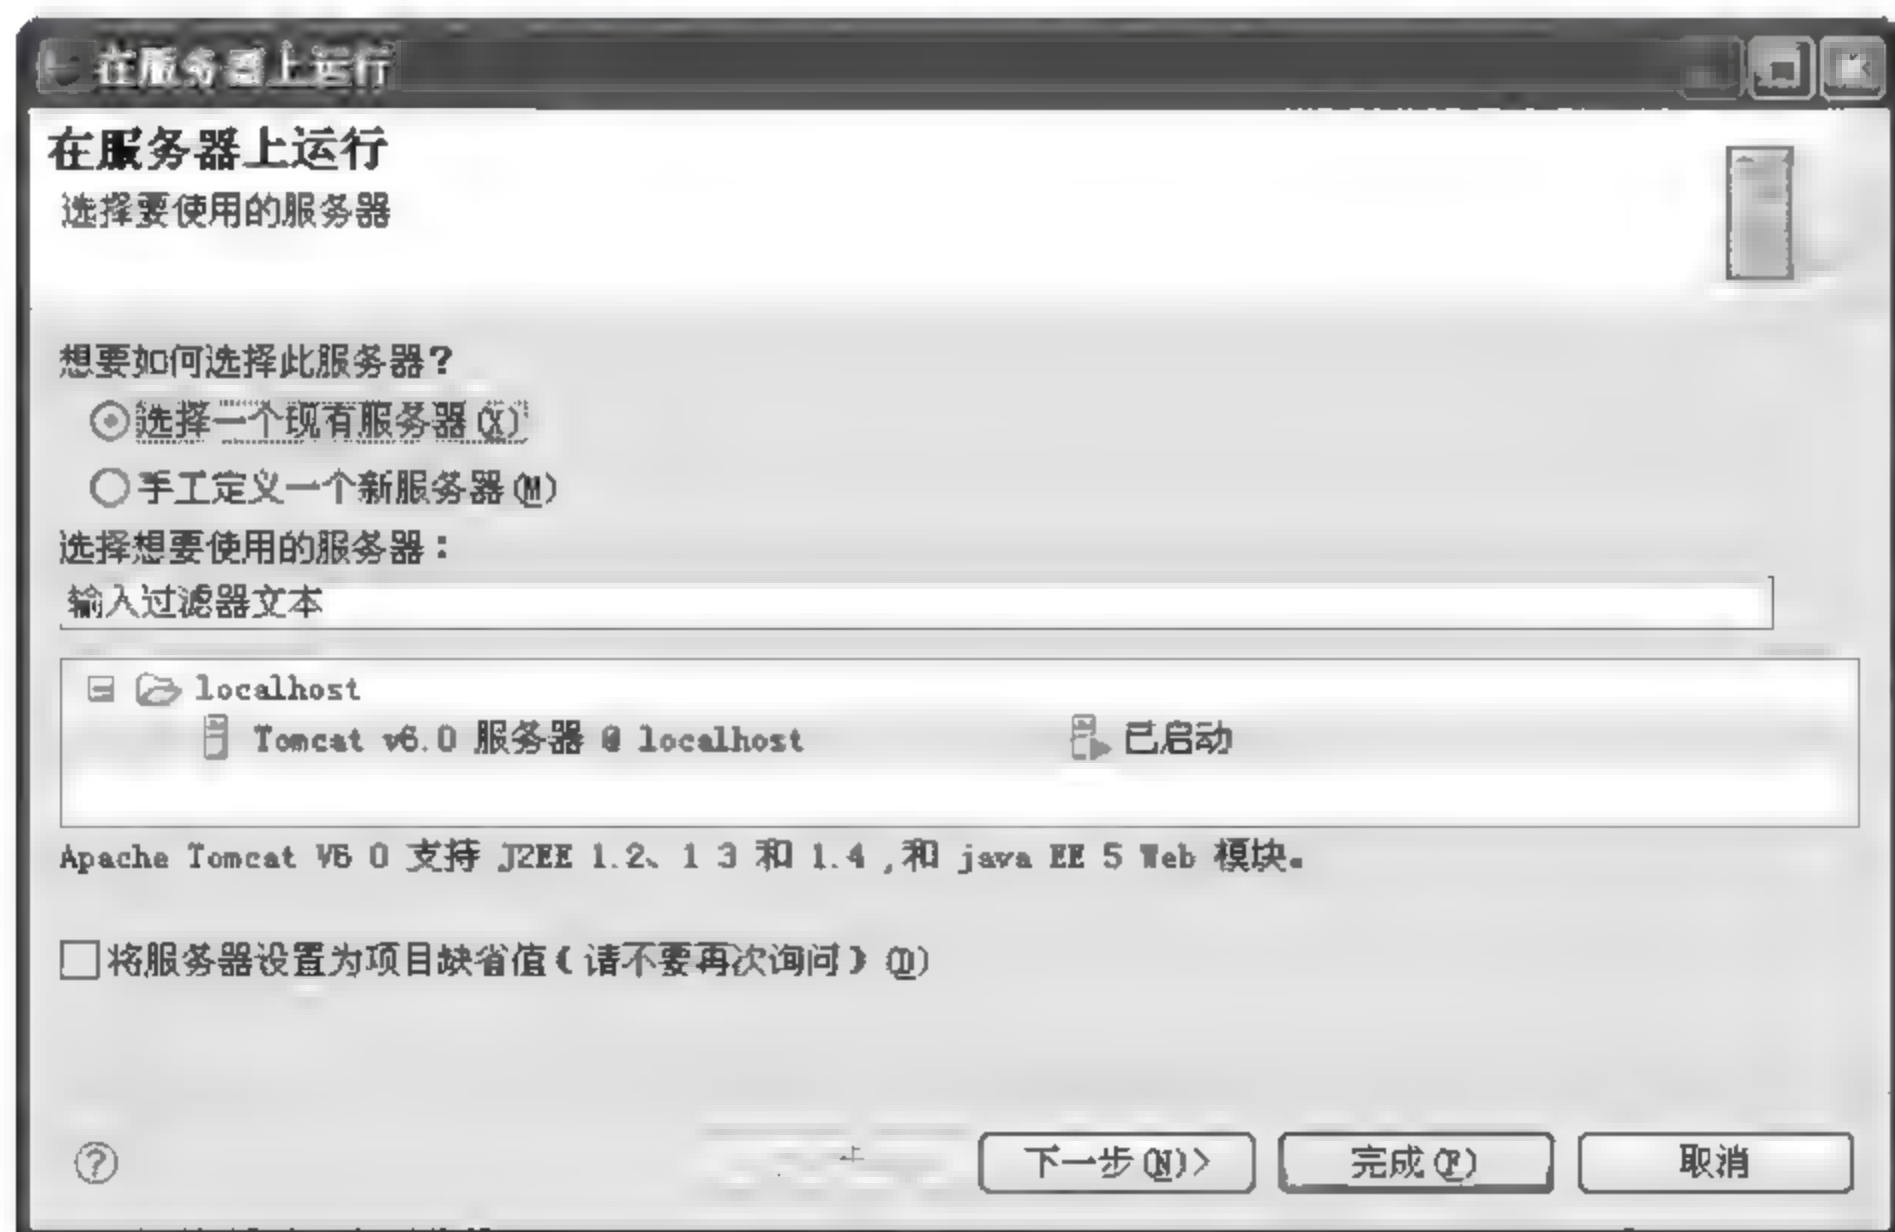 在服务器上运行
在服务器上运行
选择要使用的服务器
想要如何选择此服务器?
选择一个现有服务器(X)
手工定义一个新服务器(M)
选择想要使用的服务器:
输入过滤器文本
localhost
Tomcat v6.0 服务器 @ localhost 已启动
Apache Tomcat V6 0 支持 J2EE 1.2、1 3 和 1.4 ,和 java EE 5 Web 模块。
将服务器设置为项目缺省值(请不要再次询问)
下一步(N)> 完成(F) 取消